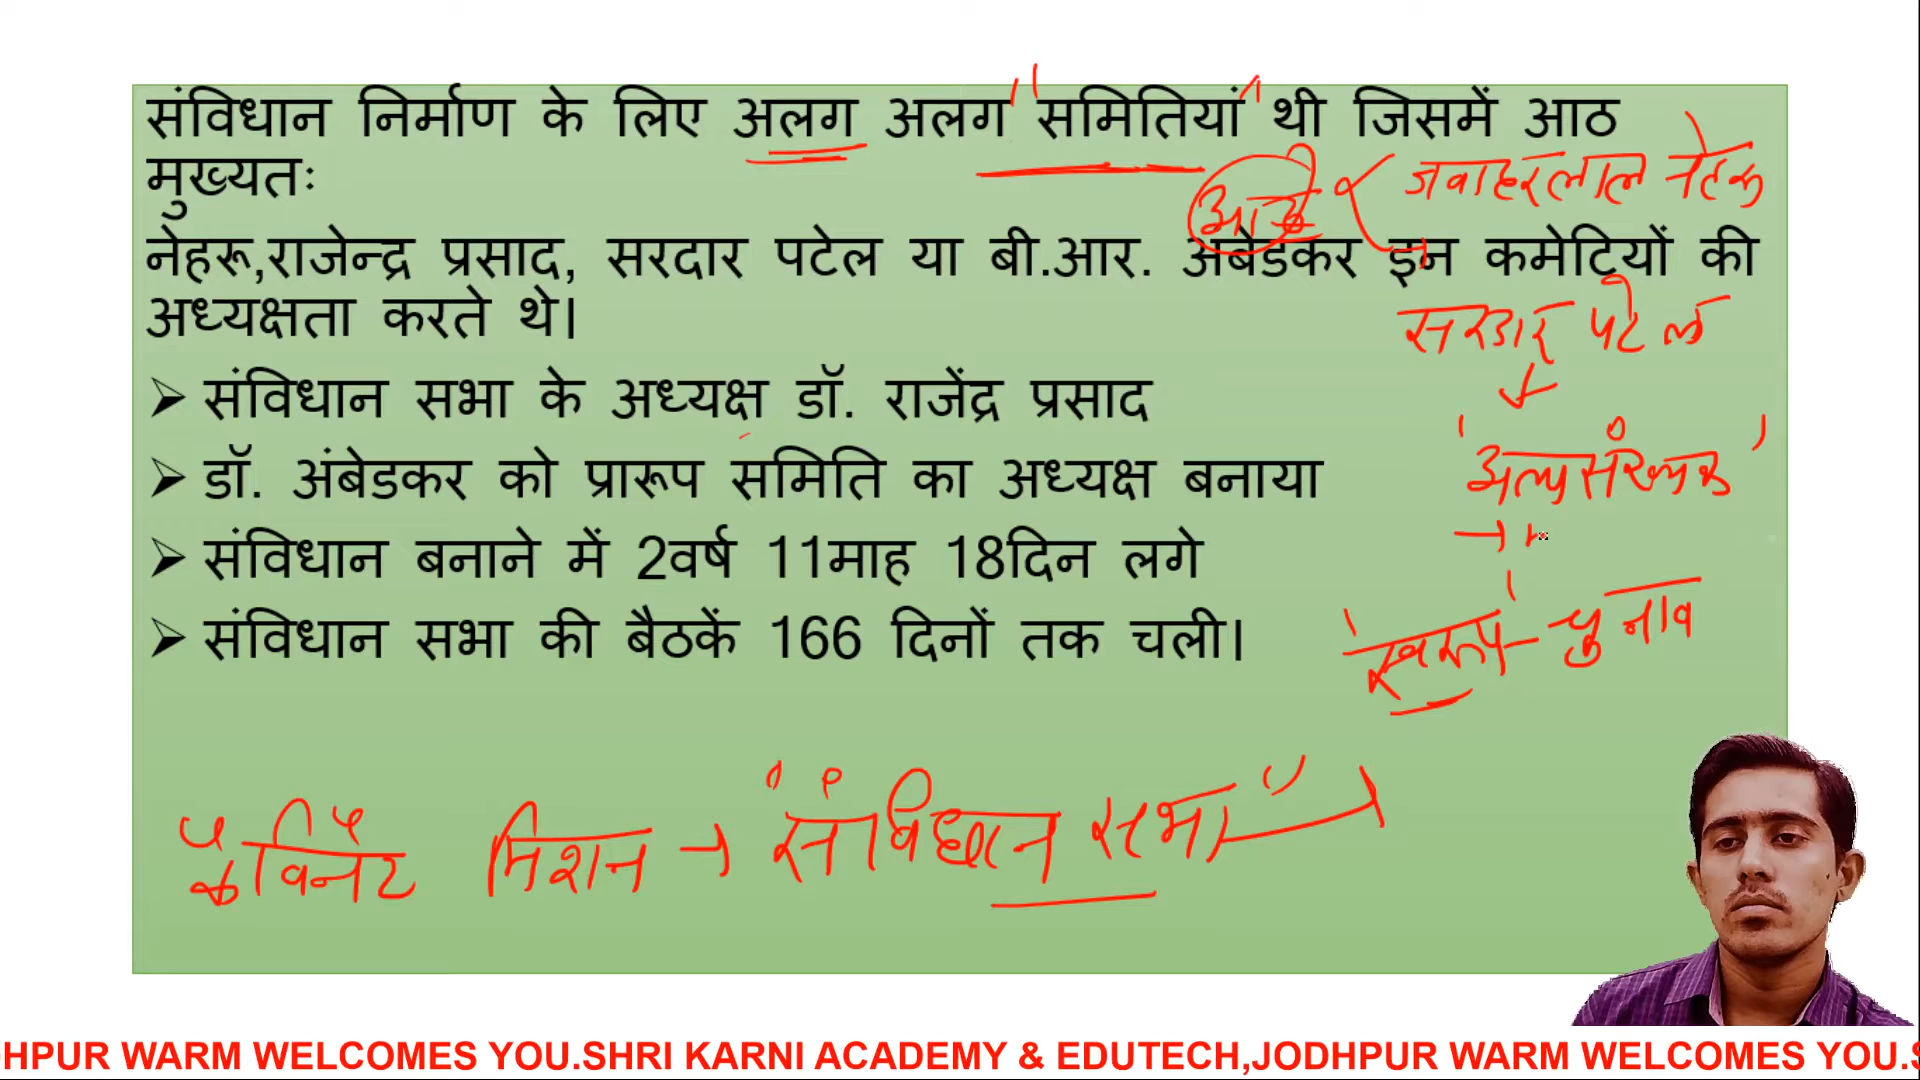 संविधान निर्माण के लिए अलग अलग "समितियां" थी जिसमें आठ
मुख्यतः
नेहरू,राजेन्द्र प्रसाद, सरदार पटेल या बी.आर. अंबेडकर इन कमेटियों की
अध्यक्षता करते थे।
➢ संविधान सभा के अध्यक्ष डॉ. राजेंद्र प्रसाद
➢ डॉ. अंबेडकर को प्रारूप समिति का अध्यक्ष बनाया
➢ संविधान बनाने में 2वर्ष 11माह 18दिन लगे
➢ संविधान सभा की बैठकें 166 दिनों तक चली।
जवाहरलाल नेहरू
सरदार पटेल
'अल्पसंख्यक'
चुनाव
कैबिनेट मिशन → "संविधान सभा"
DHPUR WARM WELCOMES YOU.SHRI KARNI ACADEMY & EDUTECH,JODHPUR WARM WELCOMES YOU.S